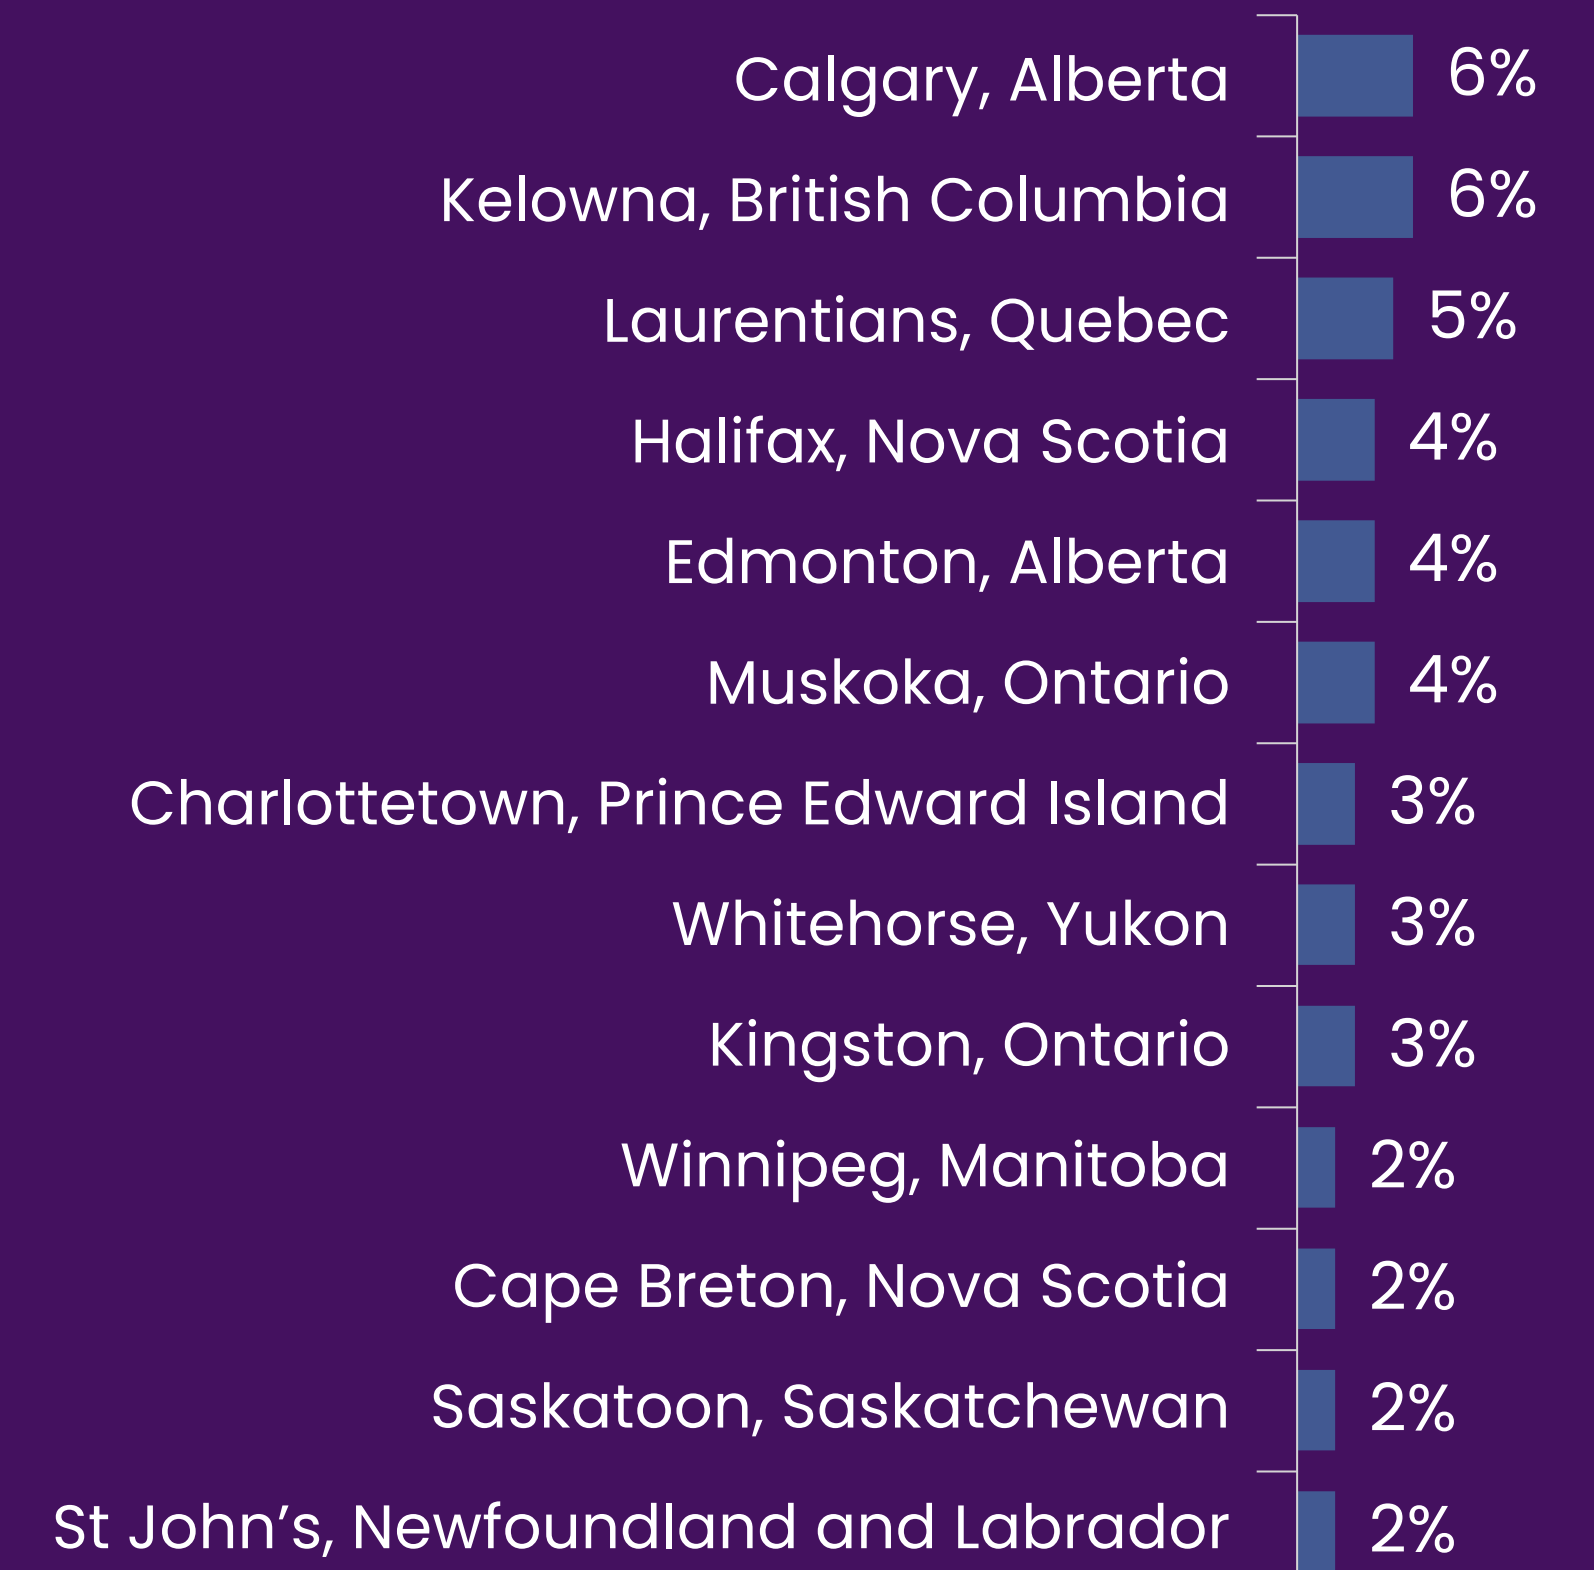 Calgary, Alberta 6%
Kelowna, British Columbia 6%
Laurentians, Quebec 5%
Halifax, Nova Scotia 4%
Edmonton, Alberta 4%
Muskoka, Ontario 4%
Charlottetown, Prince Edward Island 3%
Whitehorse, Yukon 3%
Kingston, Ontario 3%
Winnipeg, Manitoba 2%
Cape Breton, Nova Scotia 2%
Saskatoon, Saskatchewan 2%
St John’s, Newfoundland and Labrador 2%